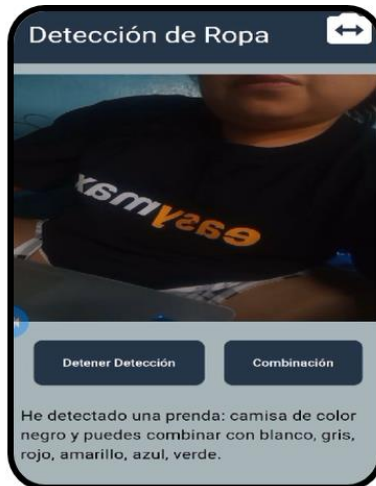 Detección de Ropa
easymax
Detener Detección
Combinación
He detectado una prenda: camisa de color
negro y puedes combinar con blanco, gris,
rojo, amarillo, azul, verde.